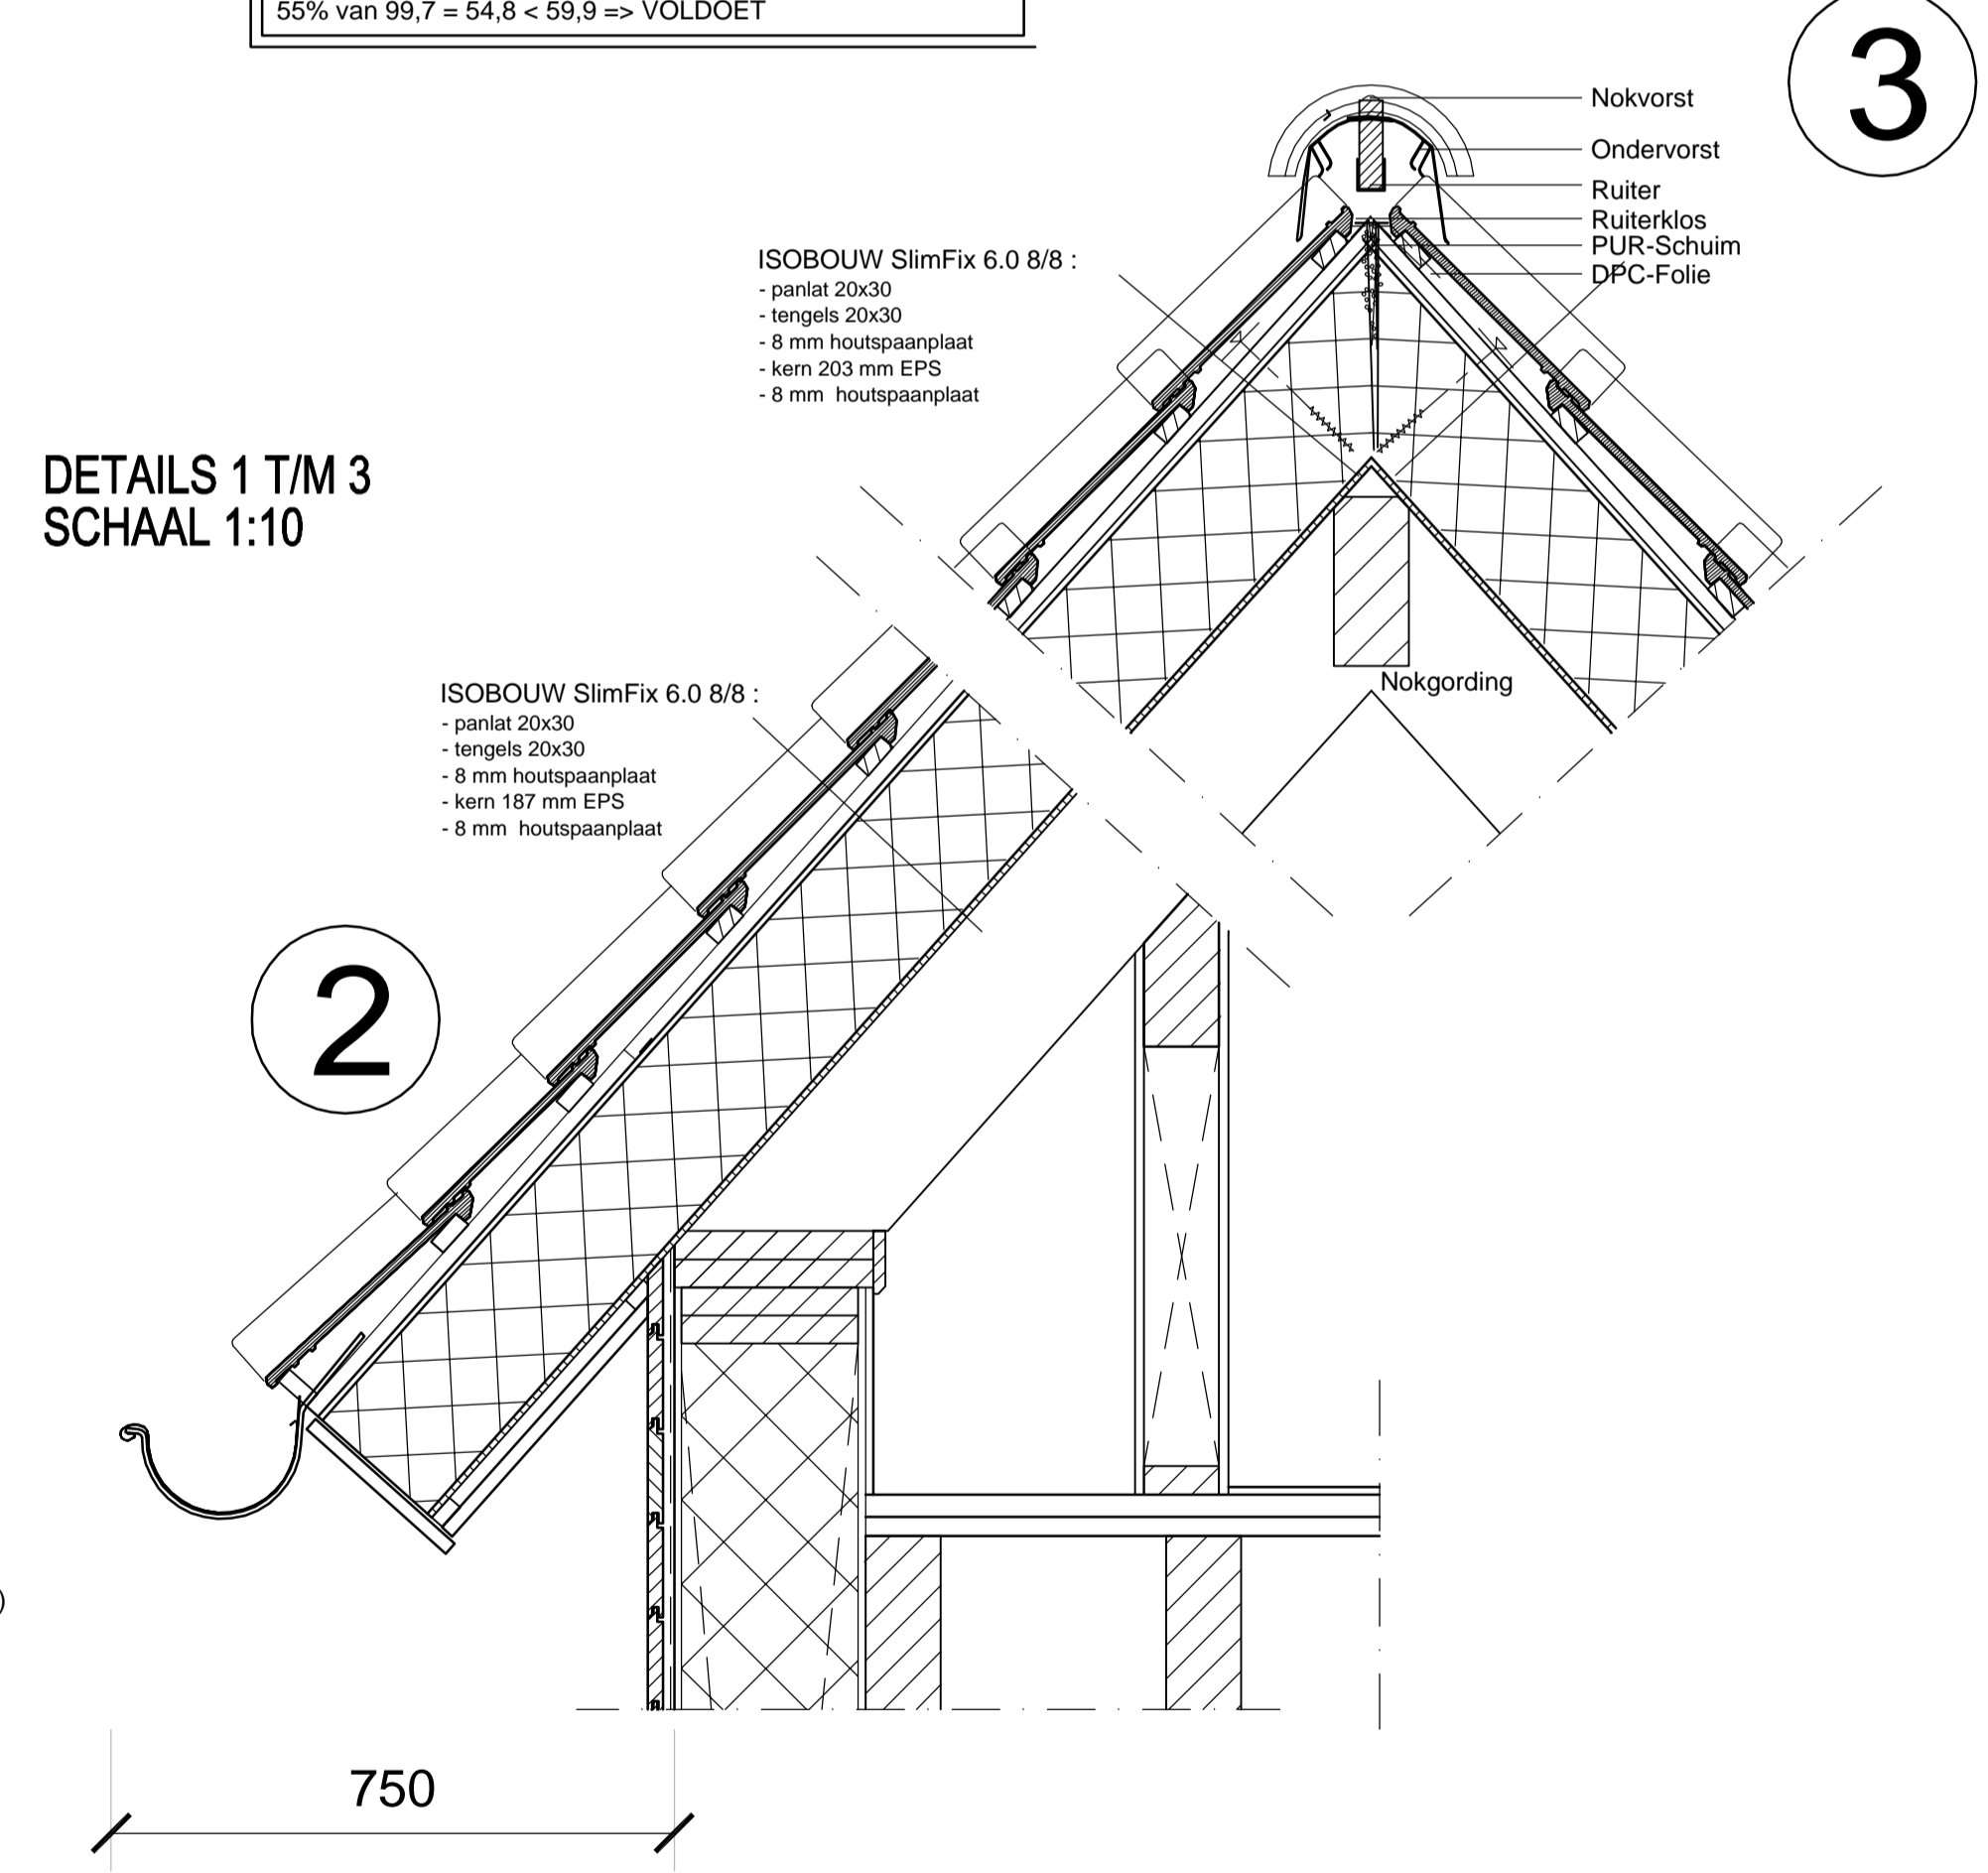 55% van 99,7 = 54,8 < 59,9 => VOLDOET
3
Nokvorst
Ondervorst
Ruiter
Ruiterklos
PUR-Schuim
DPC-Folie
ISOBOUW SlimFix 6.0 8/8 :
- panlat 20x30
- tengels 20x30
- 8 mm houtspaanplaat
- kern 203 mm EPS
- 8 mm  houtspaanplaat
DETAILS 1 T/M 3
SCHAAL 1:10
Nokgording
ISOBOUW SlimFix 6.0 8/8 :
- panlat 20x30
- tengels 20x30
- 8 mm houtspaanplaat
- kern 187 mm EPS
- 8 mm  houtspaanplaat
2
750